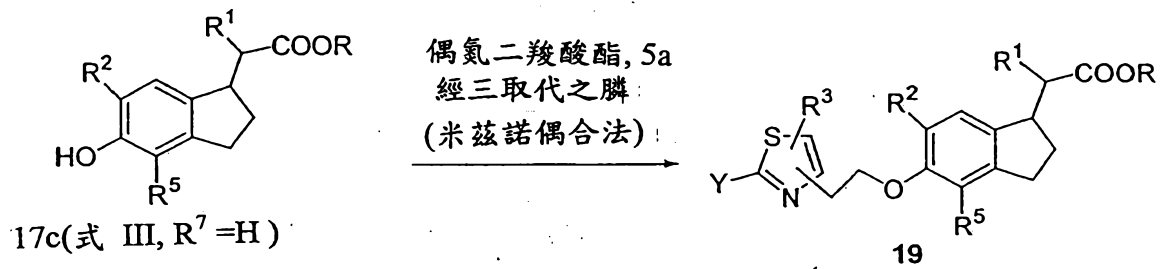 R¹
COOR
R²
HO
R⁵
17c(式 III, R⁷ =H )
偶氮二羧酸酯, 5a
經三取代之膦
(米茲諾偶合法)
R³
S
Y
N
O
R²
R¹
COOR
R⁵
19